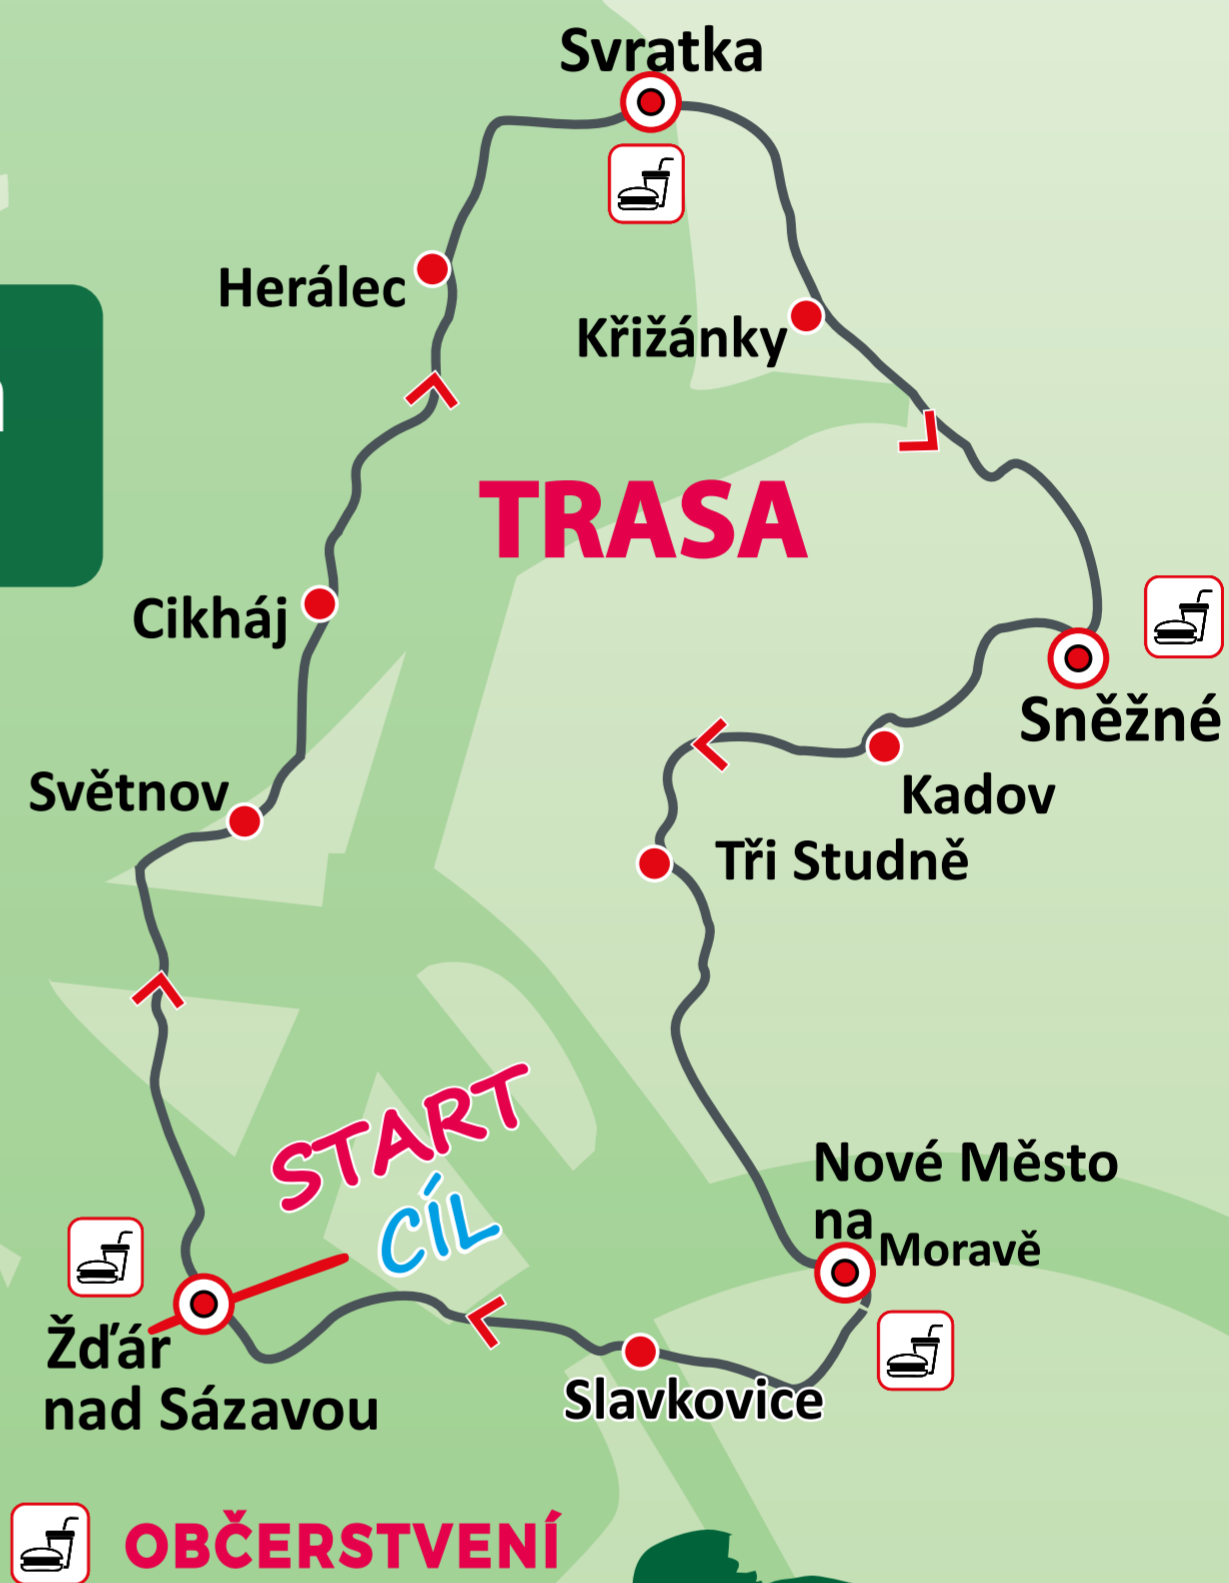 Svratka
Herálec
Křižánky
TRASA
Cikháj
Sněžné
Světnov
Kadov
Tři Studně
START
CÍL
Nové Město
na Moravě
Žďár
nad Sázavou
Slavkovice
OBČERSTVENÍ